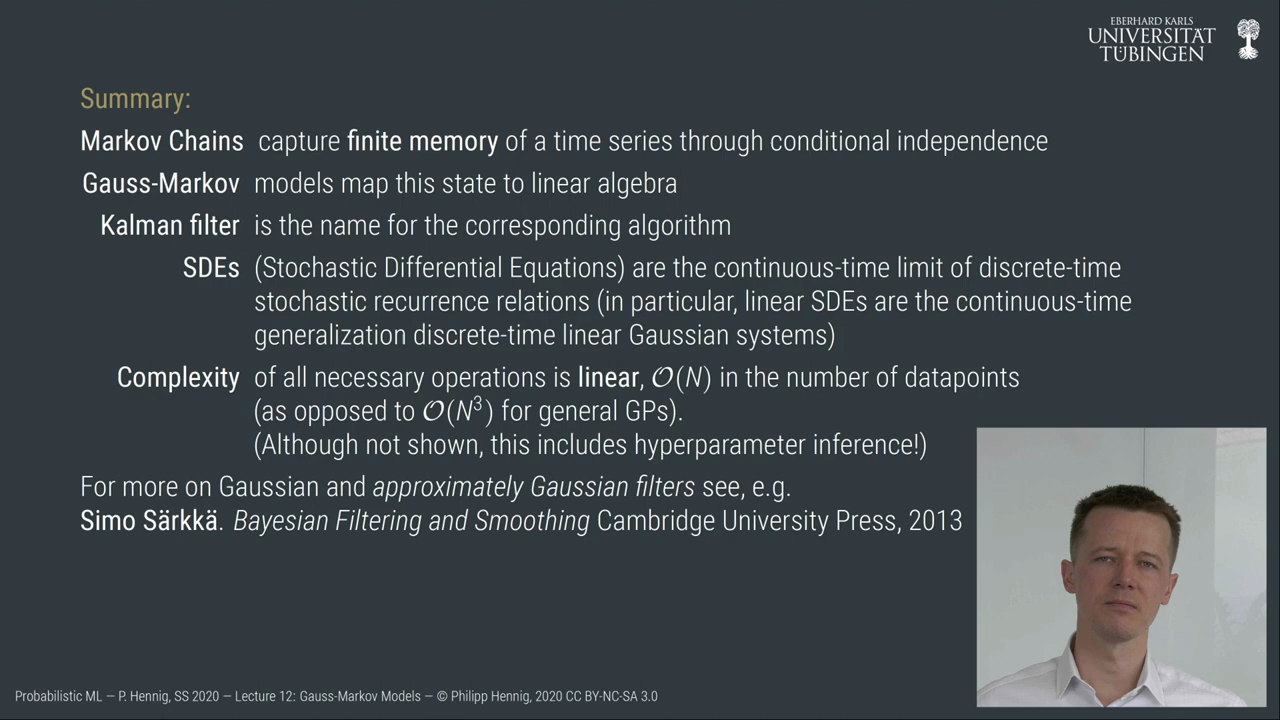 EBERHARD KARLS
UNIVERSITÄT
TÜBINGEN
Summary:
Markov Chains capture finite memory of a time series through conditional independence
Gauss-Markov models map this state to linear algebra
Kalman filter is the name for the corresponding algorithm
SDEs (Stochastic Differential Equations) are the continuous-time limit of discrete-time
stochastic recurrence relations (in particular, linear SDEs are the continuous-time
generalization discrete-time linear Gaussian systems)
Complexity of all necessary operations is linear, 𝒪(N) in the number of datapoints
(as opposed to 𝒪(N³) for general GPs).
(Although not shown, this includes hyperparameter inference!)
For more on Gaussian and approximately Gaussian filters see, e.g.
Simo Särkkä. Bayesian Filtering and Smoothing Cambridge University Press, 2013
Probabilistic ML — P. Hennig, SS 2020 — Lecture 12: Gauss-Markov Models — © Philipp Hennig, 2020 CC BY-NC-SA 3.0